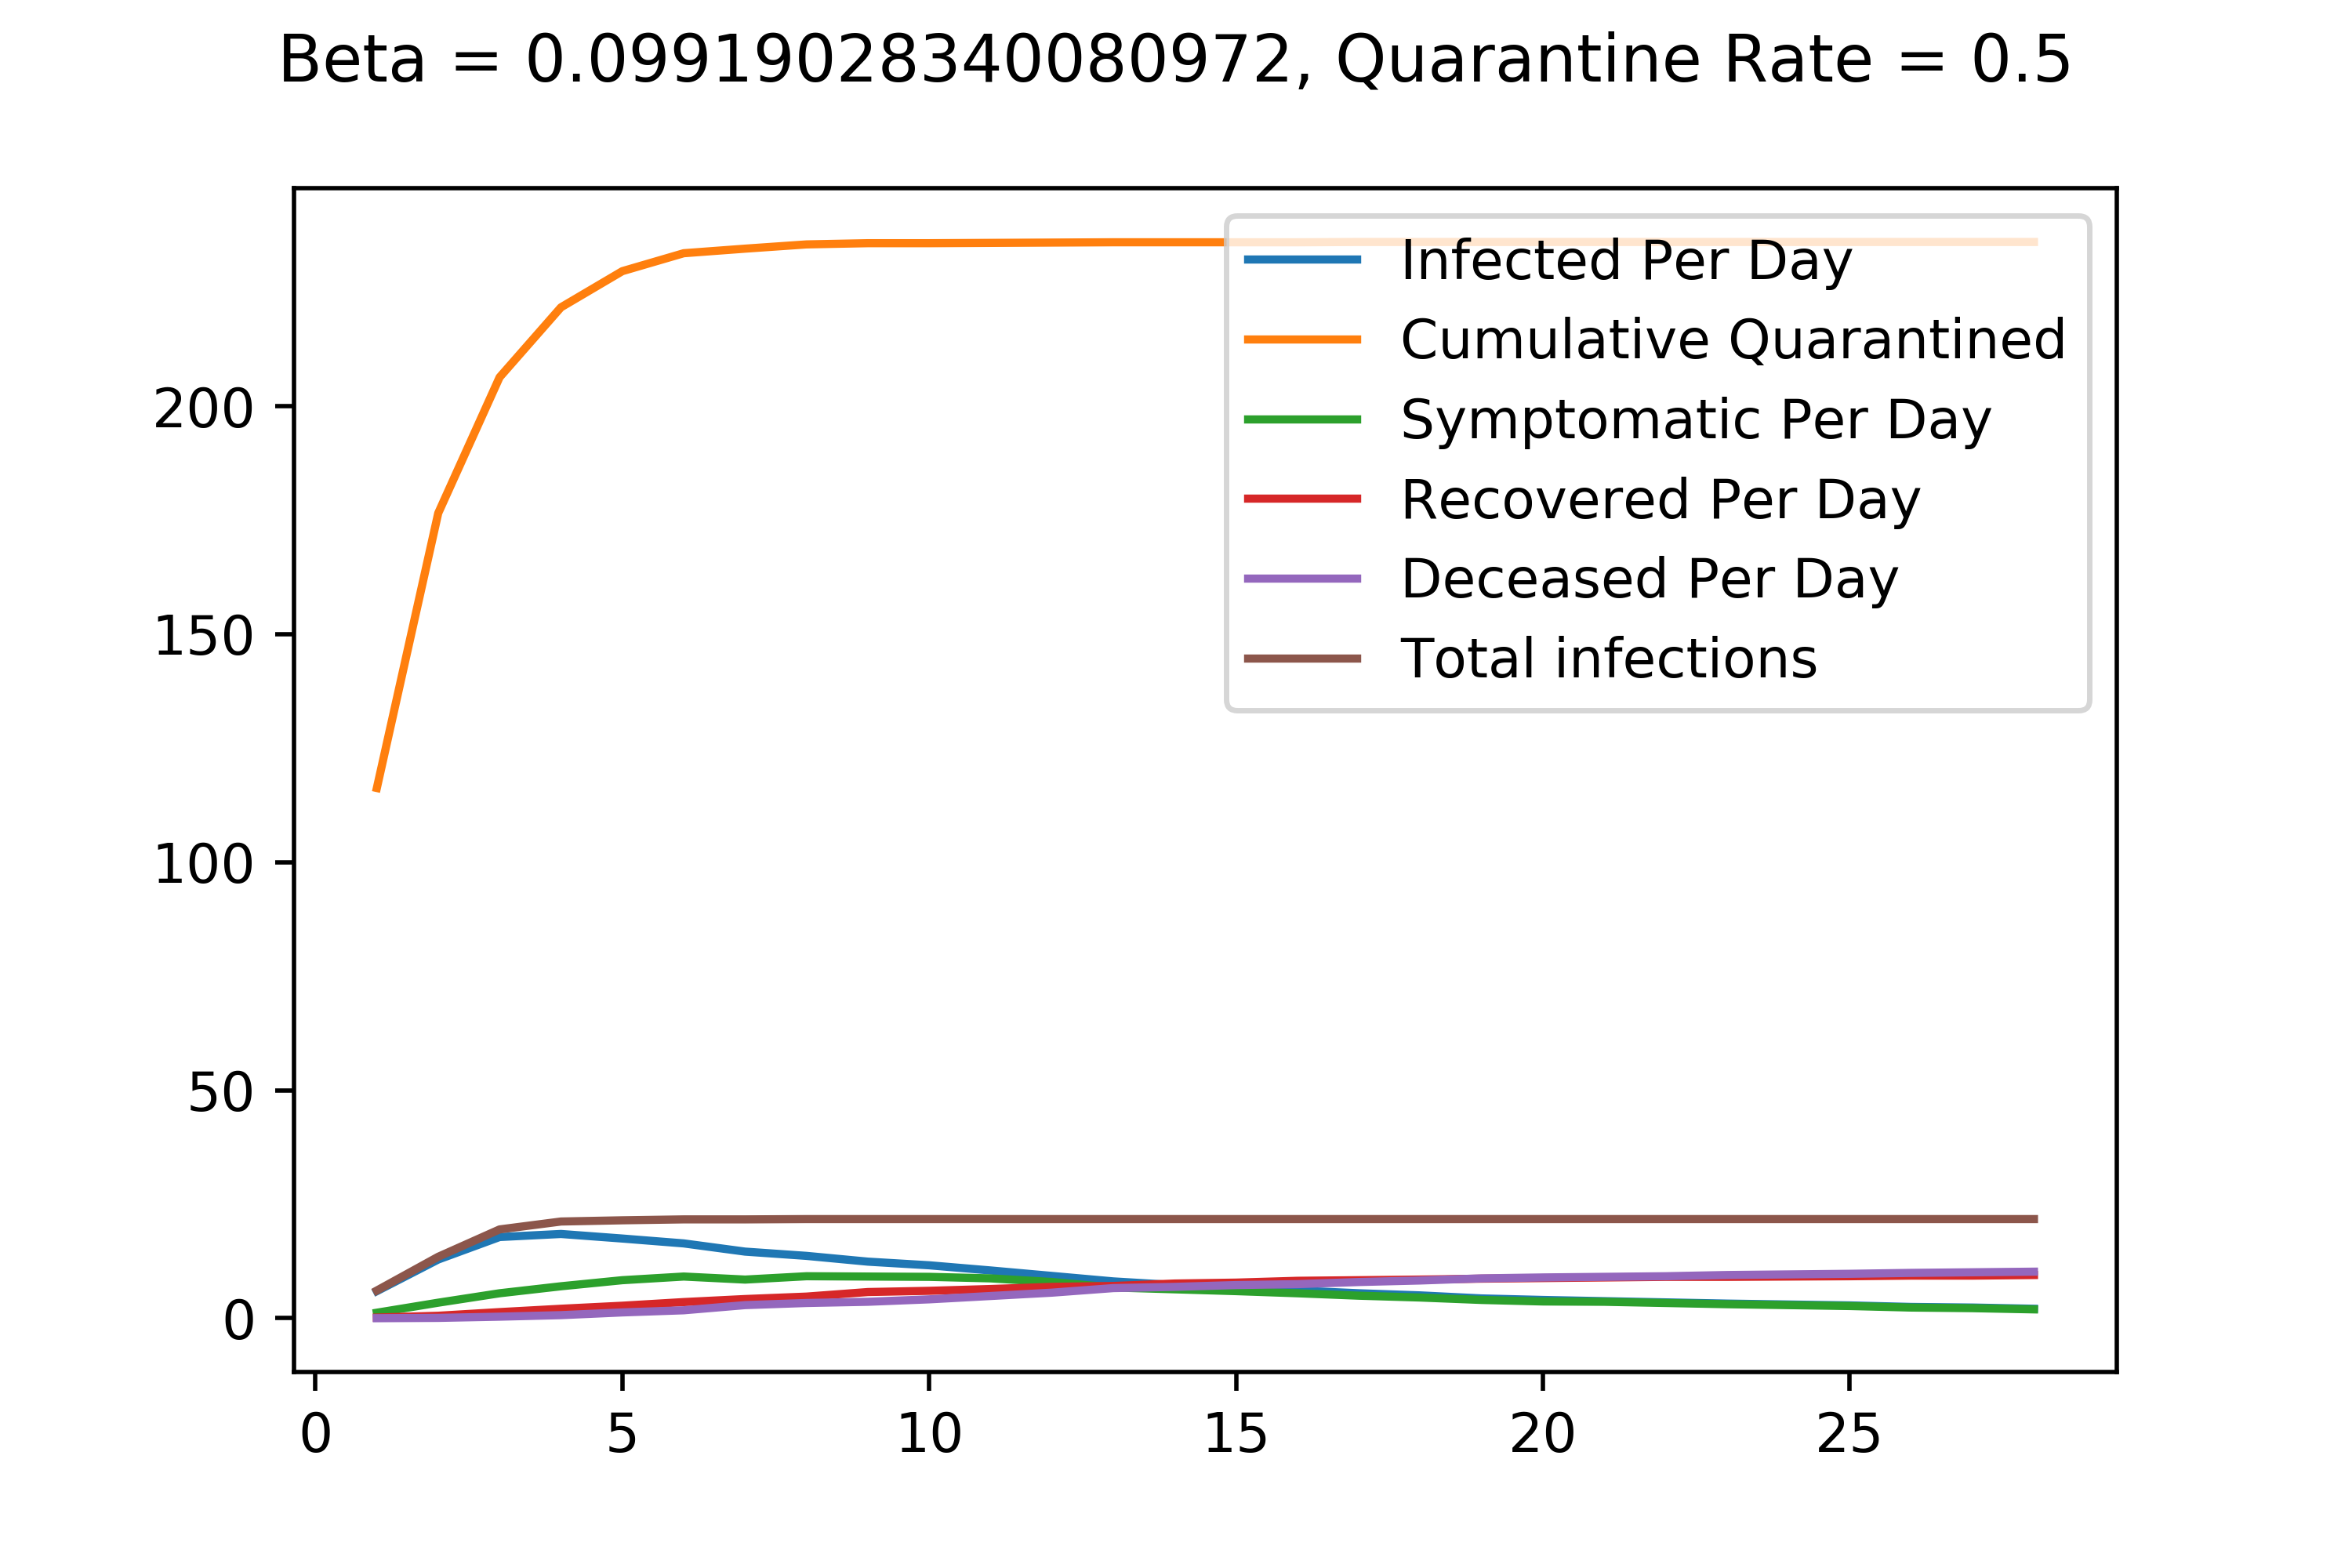 Beta = 0.09919028340080972, Quarantine Rate = 0.5
Infected Per Day
Cumulative Quarantined
Symptomatic Per Day
Recovered Per Day
Deceased Per Day
Total infections
200
150
100
50
0
0 5 10 15 20 25